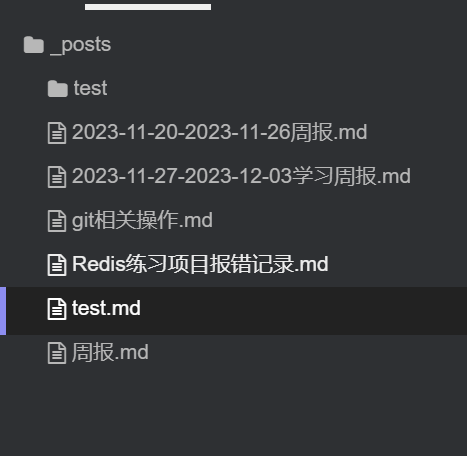 _posts
test
2023-11-20-2023-11-26周报.md
2023-11-27-2023-12-03学习周报.md
git相关操作.md
Redis练习项目报错记录.md
test.md
周报.md